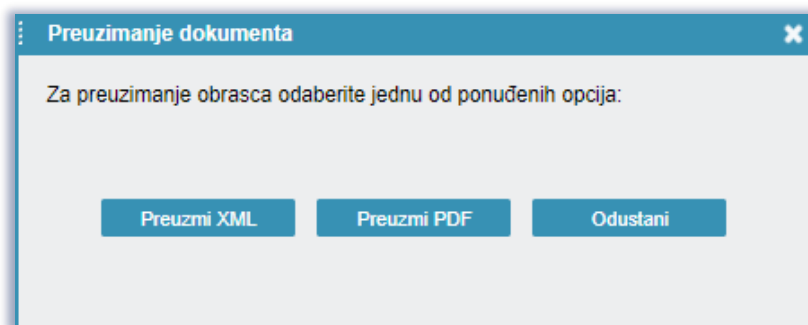 Preuzimanje dokumenta
Za preuzimanje obrasca odaberite jednu od ponuđenih opcija:
Preuzmi XML Preuzmi PDF Odustani